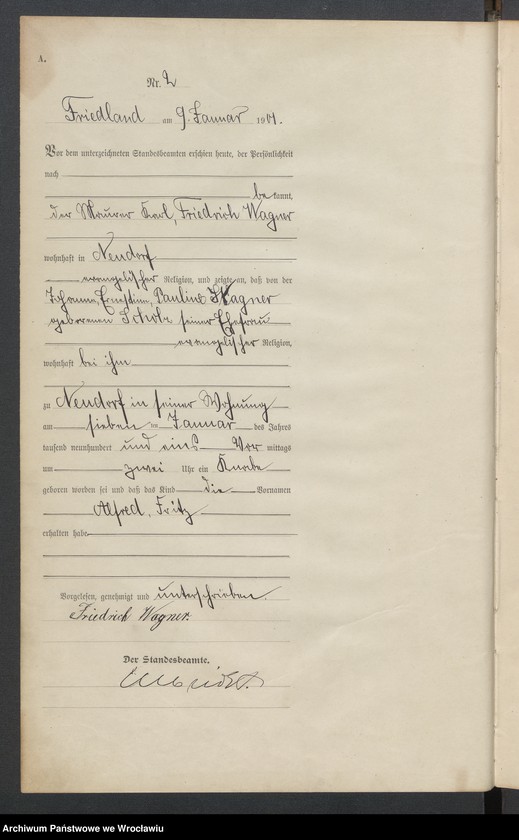 A.
Nr. 2
Friedland am 9. Januar 1901.
Vor dem unterzeichneten Standesbeamten erschien heute, der Persönlichkeit
nach
bekannt,
der Maurer Karl, Friedrich Wagner
wohnhaft in Neudorf
evangelischer Religion, und zeigte an, daß von der
Johanna, Ernestine, Pauline Wagner
geborenen Scholz seiner Ehefrau
evangelischer Religion,
wohnhaft bei ihm
zu Neudorf in seiner Wohnung
am sieben ten Januar des Jahres
tausend neunhundert und eins Vor mittags
um zwei Uhr ein Knabe
geboren worden sei und daß das Kind die Vornamen
Alfred, Fritz
erhalten habe
Vorgelesen, genehmigt und unterschrieben.
Friedrich Wagner.
Der Standesbeamte.
Archiwum Państwowe we Wrocławiu